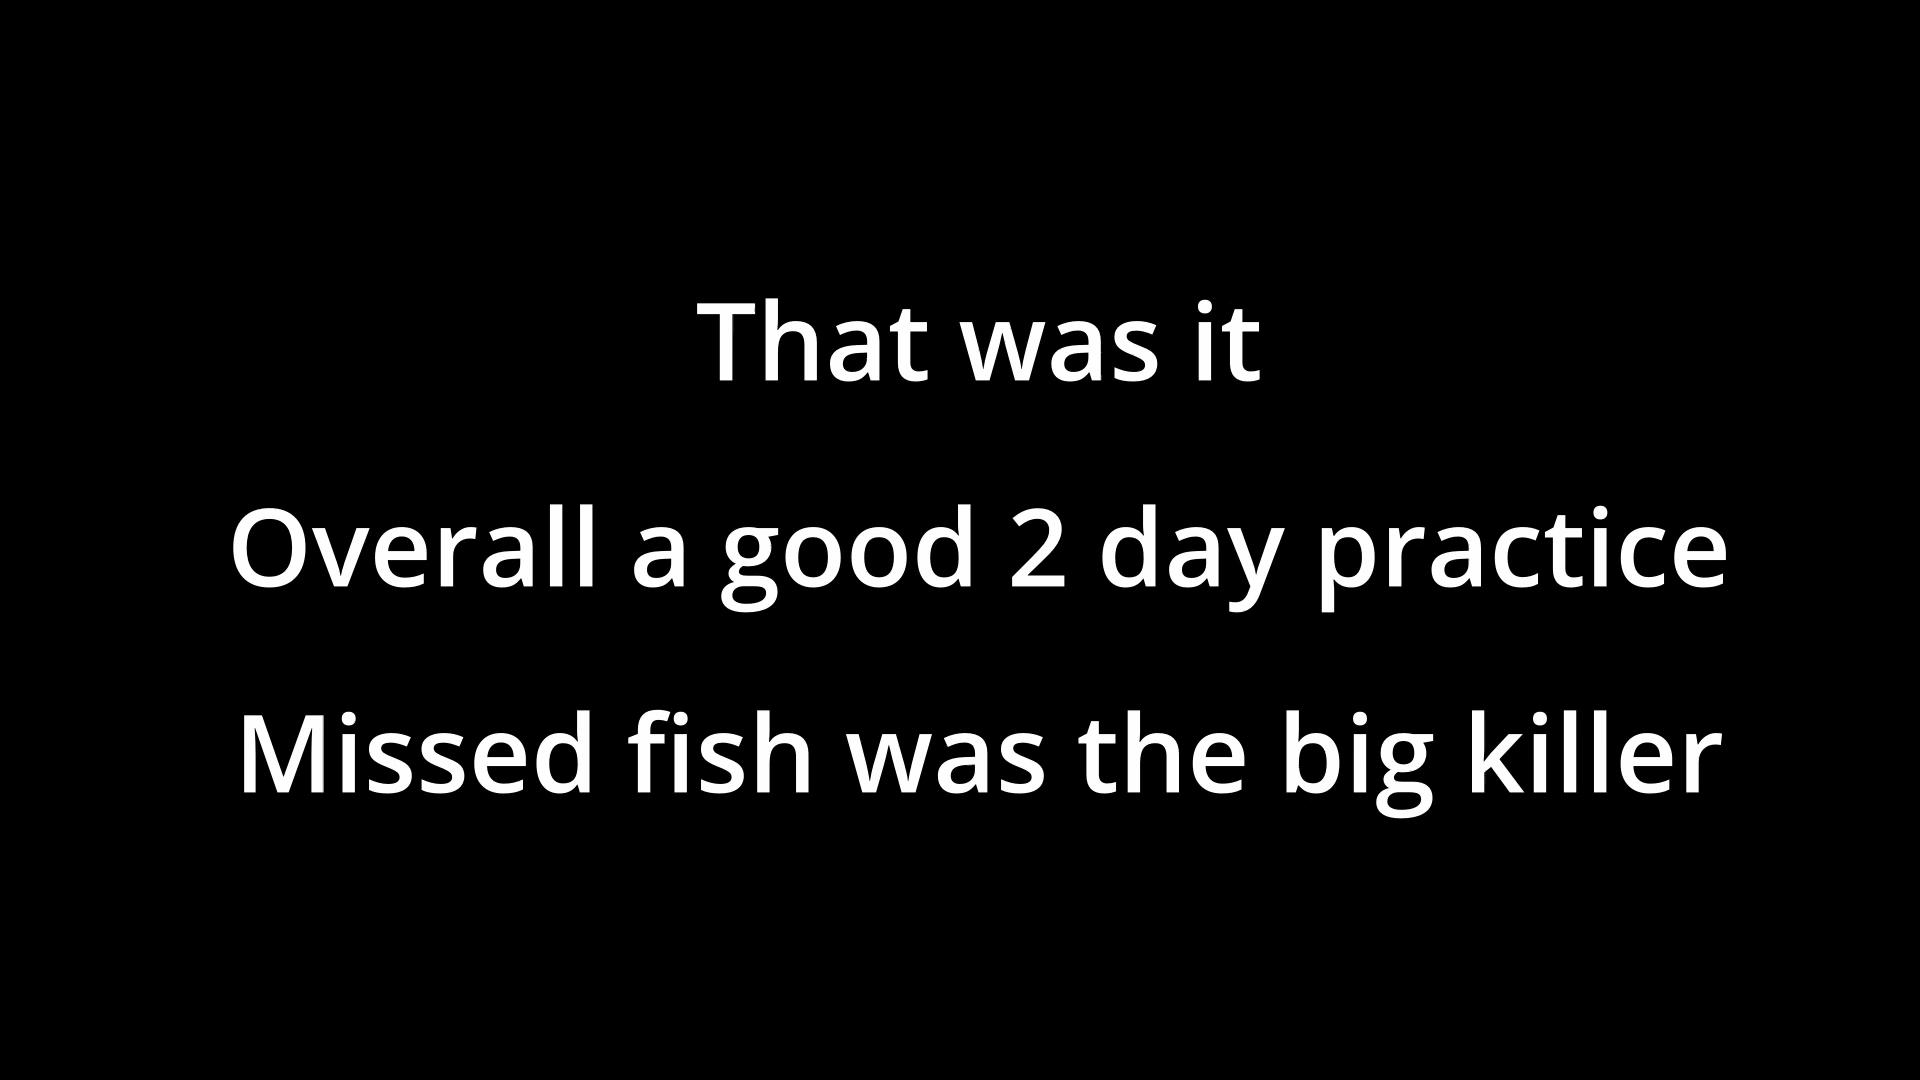 That was it
Overall a good 2 day practice
Missed fish was the big killer